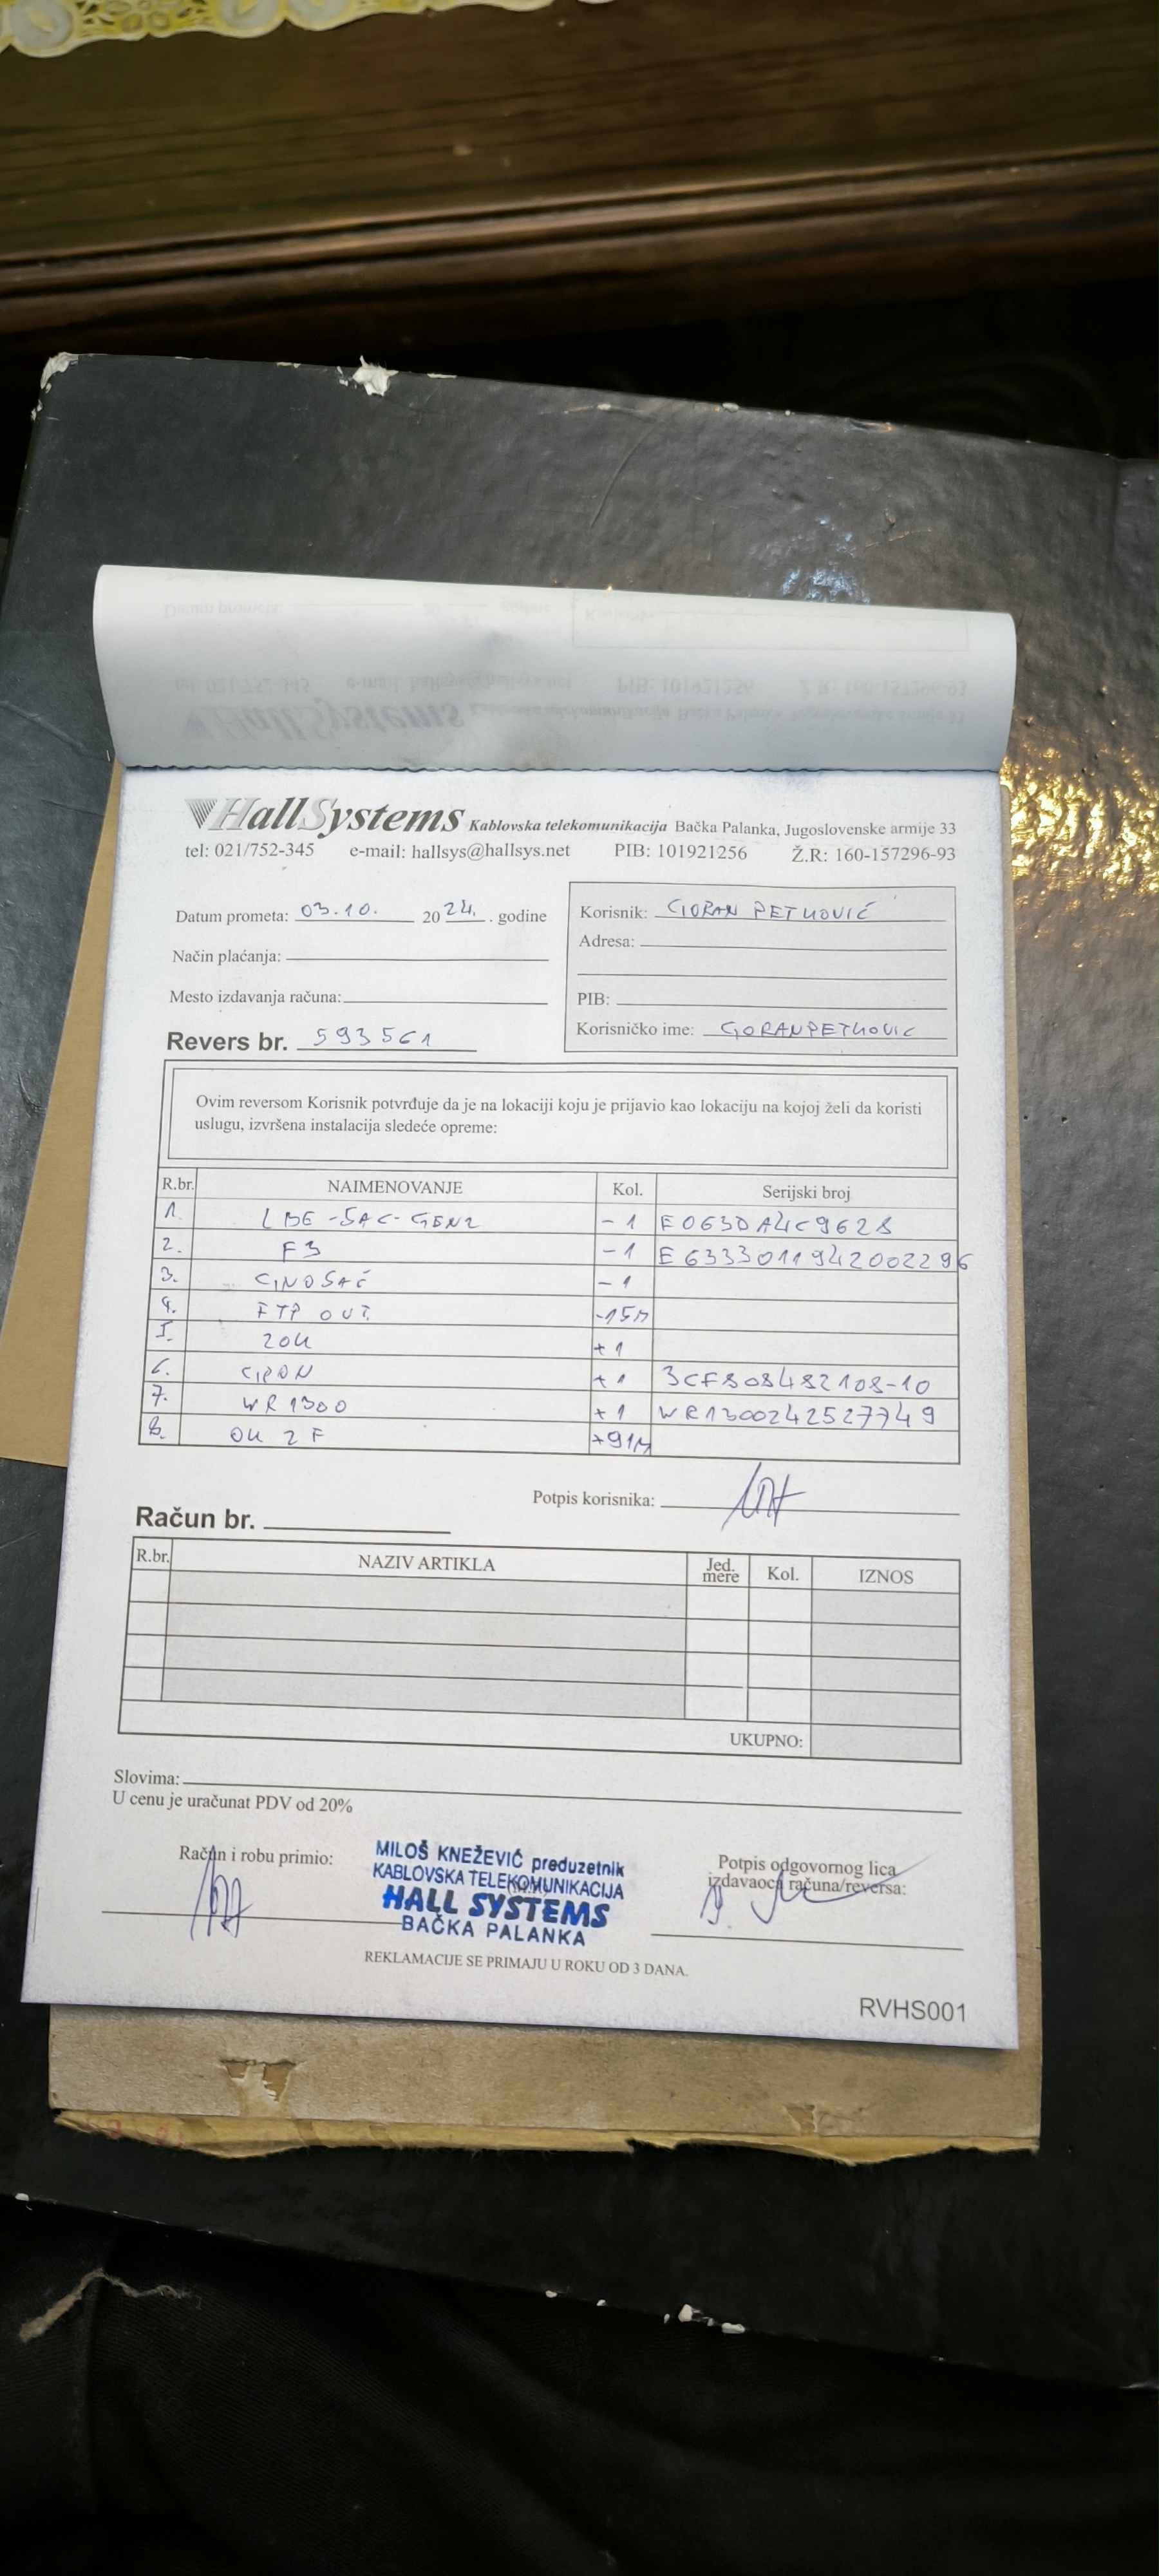 HallSystems Kablovska telekomunikacija Bačka Palanka, Jugoslovenske armije 33
tel: 021/752-345 e-mail: hallsys@hallsys.net PIB: 101921256 Ž.R: 160-157296-93
Datum prometa: 03.10. 2024. godine
Način plaćanja:
Mesto izdavanja računa:
Revers br. 593561
Korisnik: GORAN PETKOVIĆ
Adresa:
PIB:
Korisničko ime: GORANPETKOVIC
Ovim reversom Korisnik potvrđuje da je na lokaciji koju je prijavio kao lokaciju na kojoj želi da koristi
uslugu, izvršena instalacija sledeće opreme:
R.br. NAIMENOVANJE Kol. Serijski broj
1. LBE-5AC-GEN2 -1 E0630A4C9628
2. F3 -1 E6333011942002296
3. -1
4. FTP OUT. -15M
5. ZOK +1
6. GPON +1 3CF808482108-10
7. WR1300 +1 WR1300242527749
8. OK 2F +91M
Potpis korisnika:
Račun br.
R.br. NAZIV ARTIKLA Jed. mere Kol. IZNOS
UKUPNO:
Slovima:
U cenu je uračunat PDV od 20%
Račun i robu primio:
MILOŠ KNEŽEVIĆ preduzetnik
KABLOVSKA TELEKOMUNIKACIJA
HALL SYSTEMS
BAČKA PALANKA
(M.P.)
Potpis odgovornog lica
izdavaoca računa/reversa:
REKLAMACIJE SE PRIMAJU U ROKU OD 3 DANA.
RVHS001